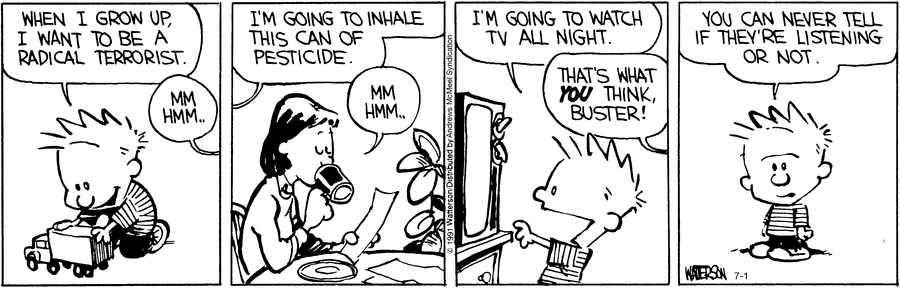 WHEN I GROW UP,
I WANT TO BE A
RADICAL TERRORIST.
MM
HMM..
I'M GOING TO INHALE
THIS CAN OF
PESTICIDE.
MM
HMM..
© 1991 Watterson/Distributed by Andrews McMeel Syndication
I'M GOING TO WATCH
TV ALL NIGHT.
THAT'S WHAT
YOU THINK,
BUSTER!
YOU CAN NEVER TELL
IF THEY'RE LISTENING
OR NOT.
WATTERSON 7-1